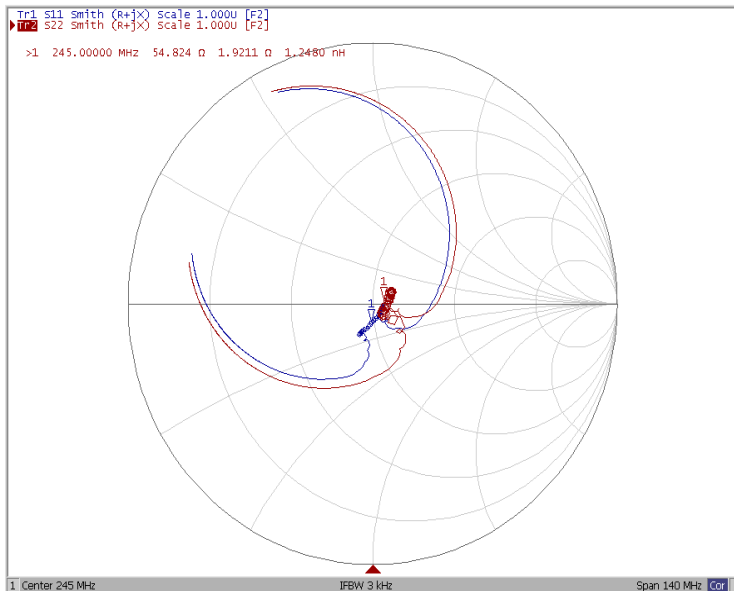 Tr1 S11 Smith (R+jX) Scale 1.000U [F2]
Tr2 S22 Smith (R+jX) Scale 1.000U [F2]
>1 245.00000 MHz 54.824 Ω 1.9211 Ω 1.2480 nH
1
1
1 Center 245 MHz IFBW 3 kHz Span 140 MHz Cor